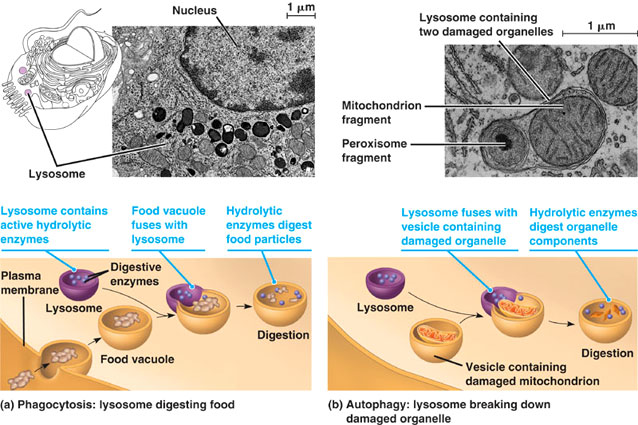 Nucleus
1 µm
Lysosome
Lysosome containing
two damaged organelles
1 µm
Mitochondrion
fragment
Peroxisome
fragment
Lysosome contains
active hydrolytic
enzymes
Food vacuole
fuses with
lysosome
Hydrolytic
enzymes digest
food particles
Plasma
membrane
Digestive
enzymes
Lysosome
Food vacuole
Digestion
(a) Phagocytosis: lysosome digesting food
Lysosome fuses with
vesicle containing
damaged organelle
Hydrolytic enzymes
digest organelle
components
Lysosome
Digestion
Vesicle containing
damaged mitochondrion
(b) Autophagy: lysosome breaking down
damaged organelle